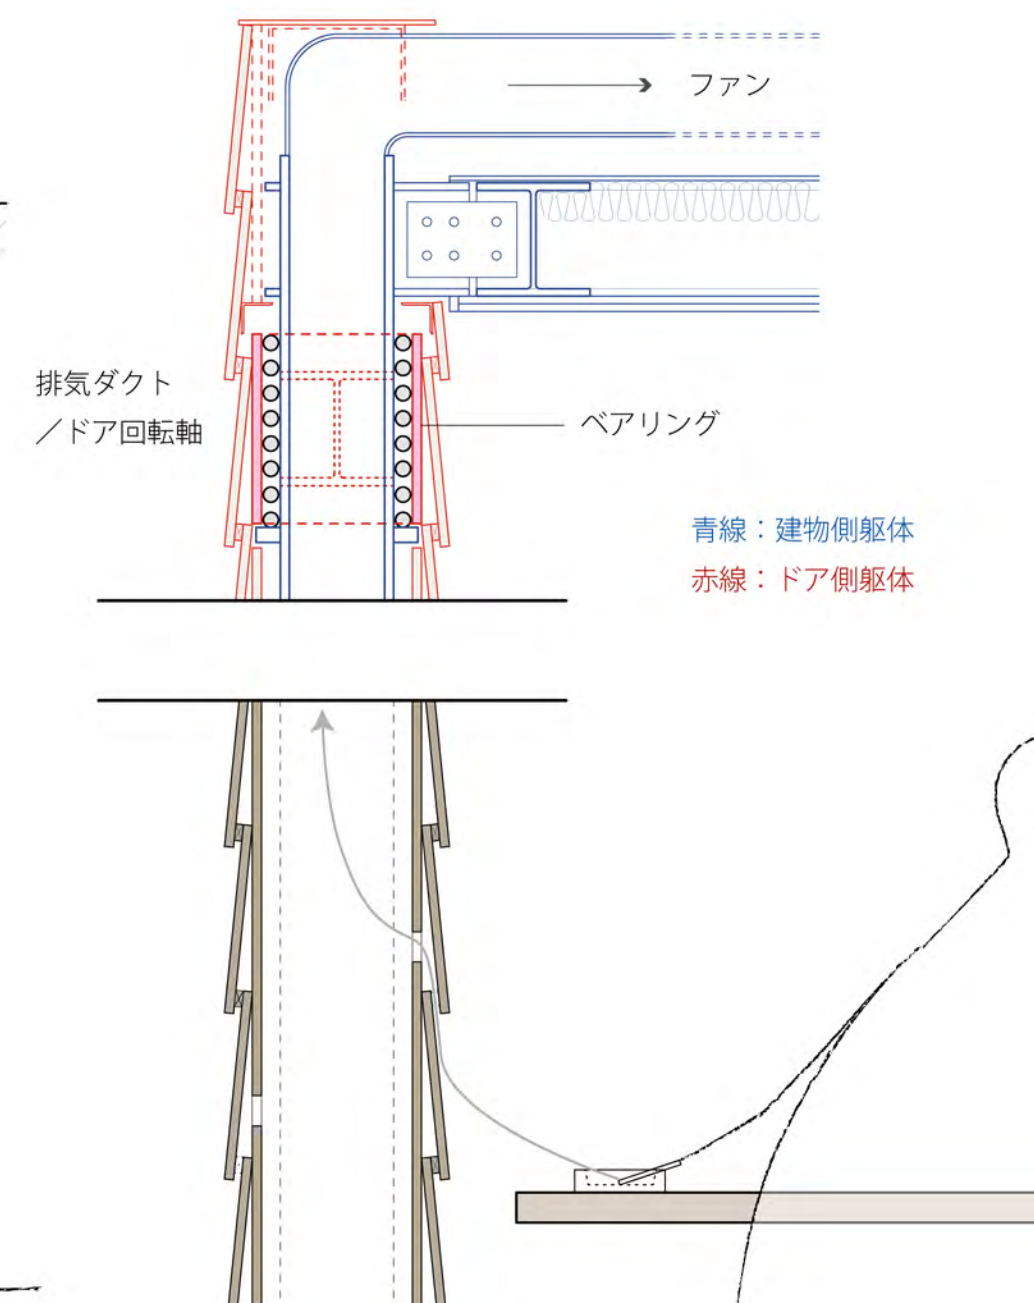 ファン
排気ダクト
／ドア回転軸
ベアリング
青線：建物側躯体
赤線：ドア側躯体